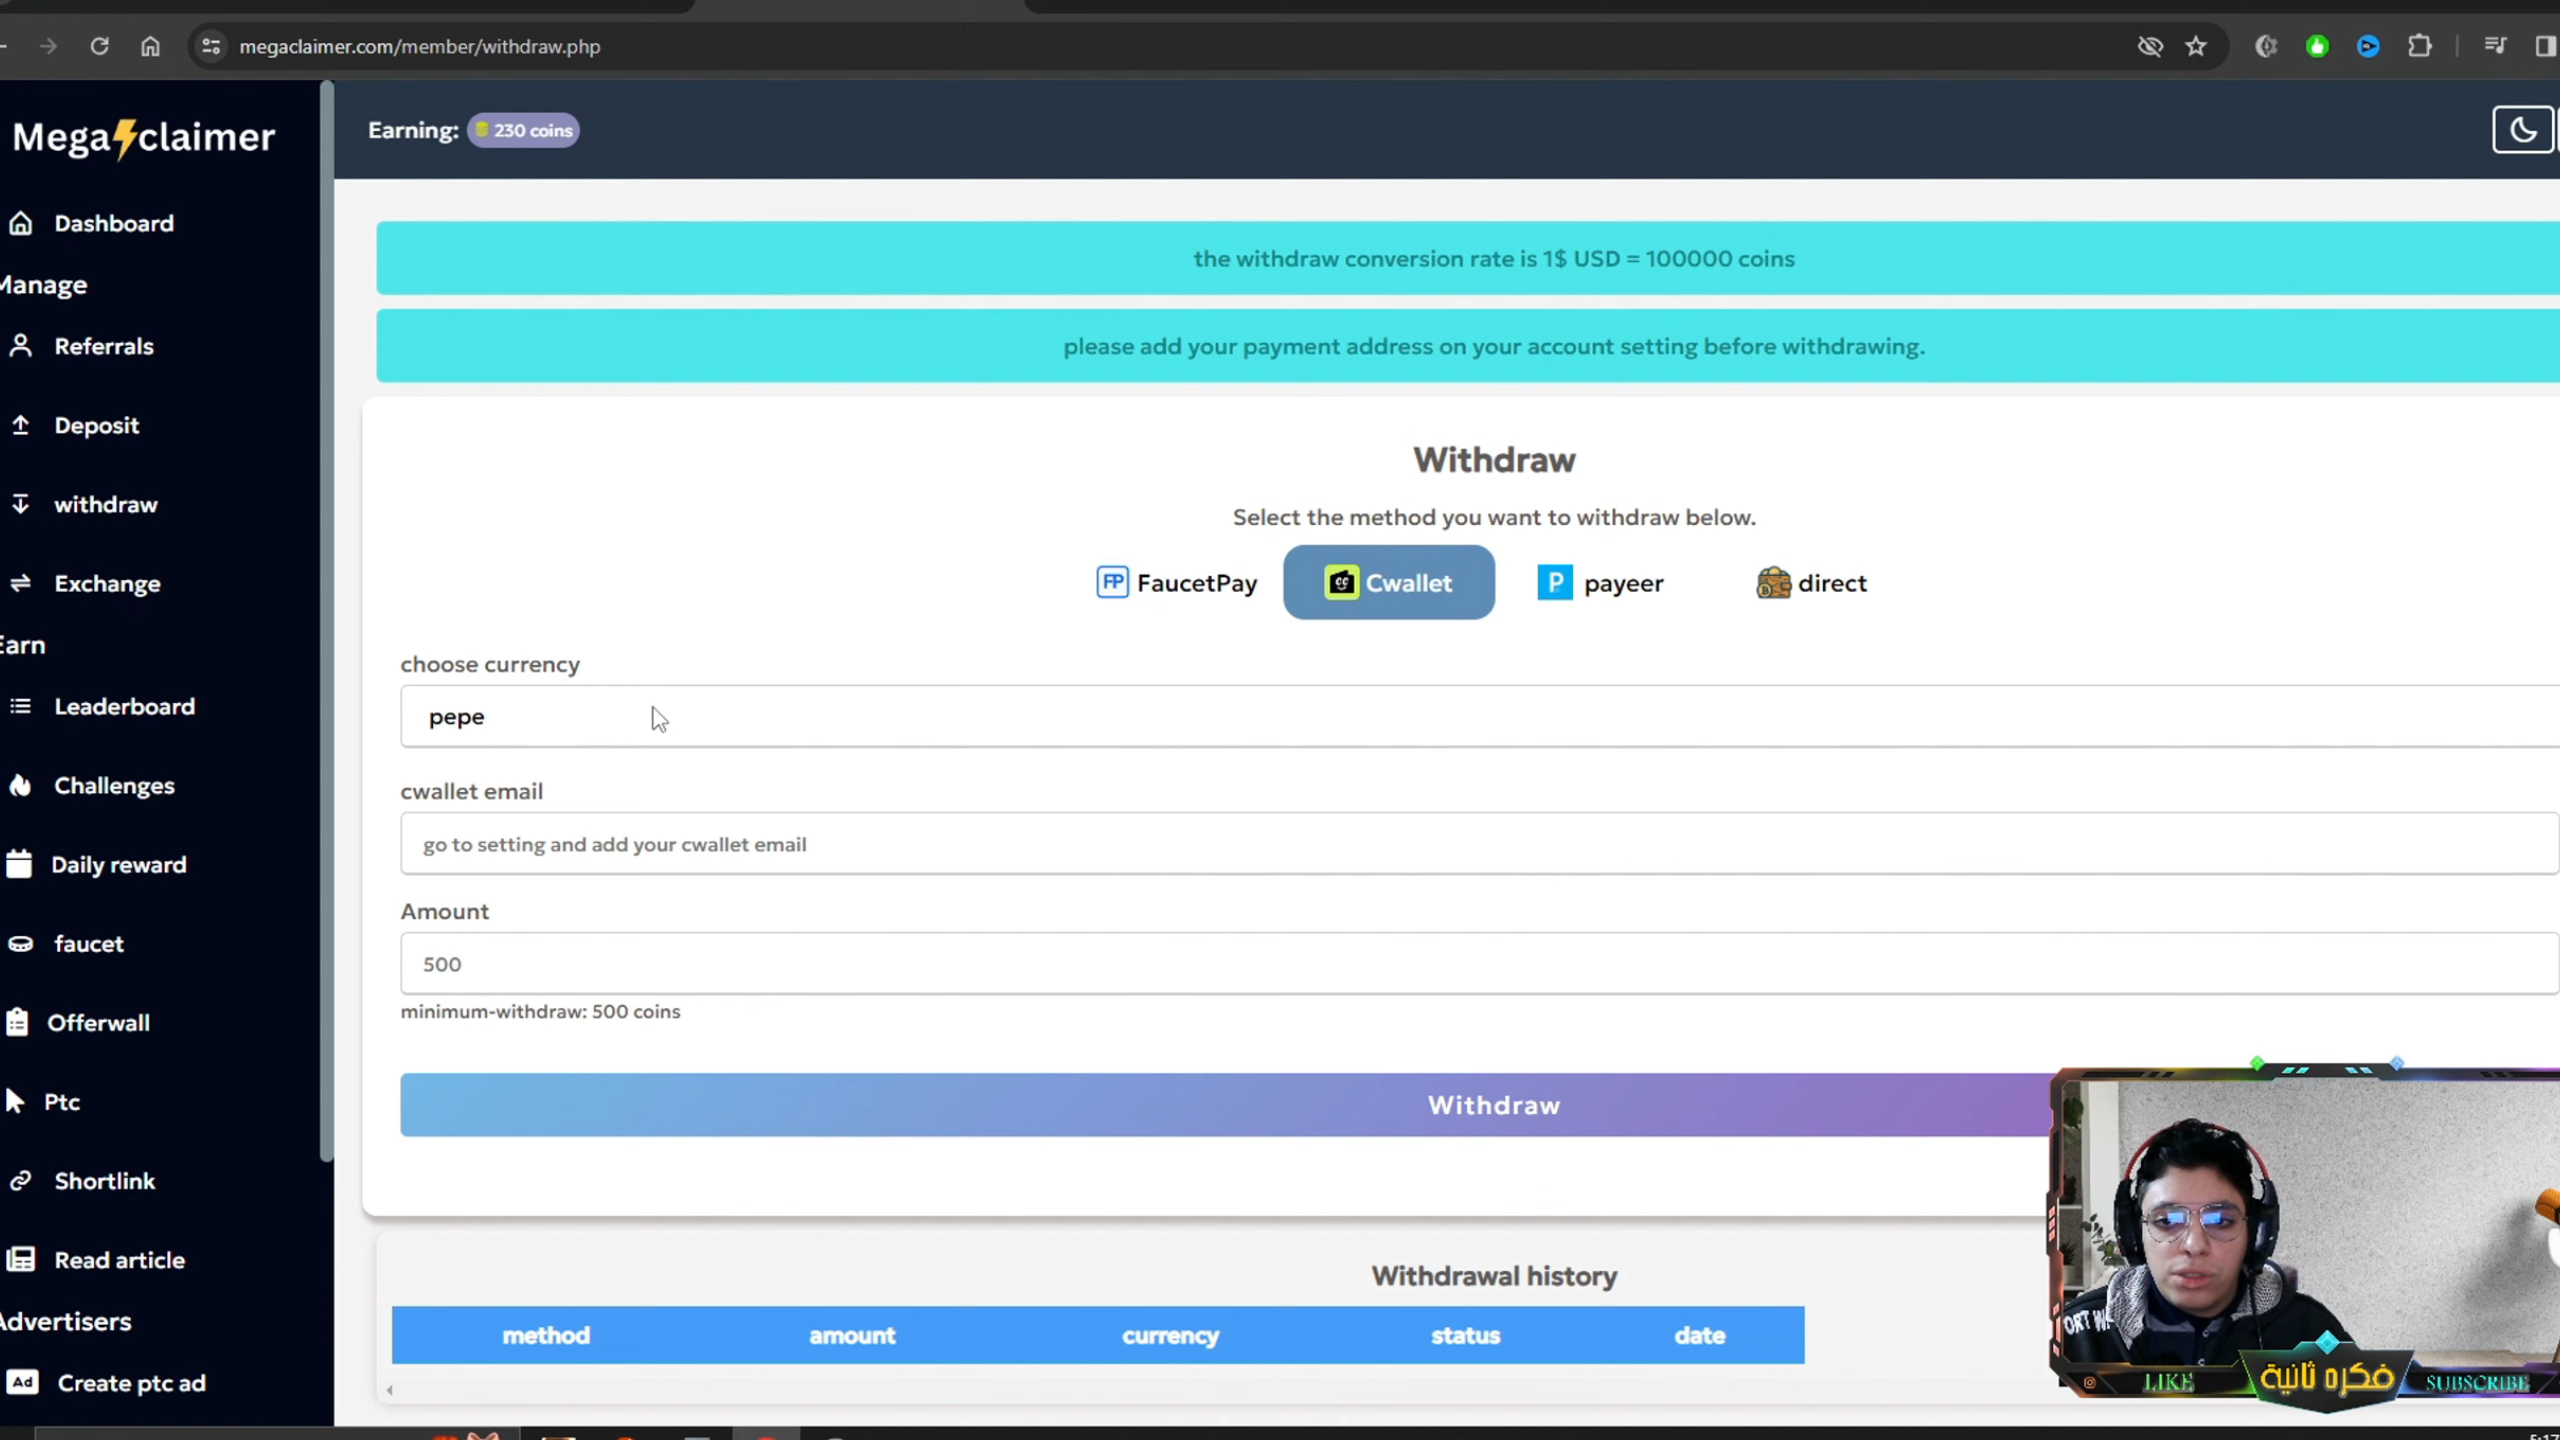 megaclaimer.com/member/withdraw.php
Mega claimer
Earning: 230 coins
Dashboard
Manage
Referrals
Deposit
withdraw
Exchange
Earn
Leaderboard
Challenges
Daily reward
faucet
Offerwall
Ptc
Shortlink
Read article
Advertisers
Ad Create ptc ad
the withdraw conversion rate is 1$ USD = 100000 coins
please add your payment address on your account setting before withdrawing.
Withdraw
Select the method you want to withdraw below.
FP FaucetPay
Cwallet
P payeer
direct
choose currency
pepe
cwallet email
go to setting and add your cwallet email
Amount
500
minimum-withdraw: 500 coins
Withdraw
Withdrawal history
method amount currency status date
LIKE فكره ثانية SUBSCRIBE